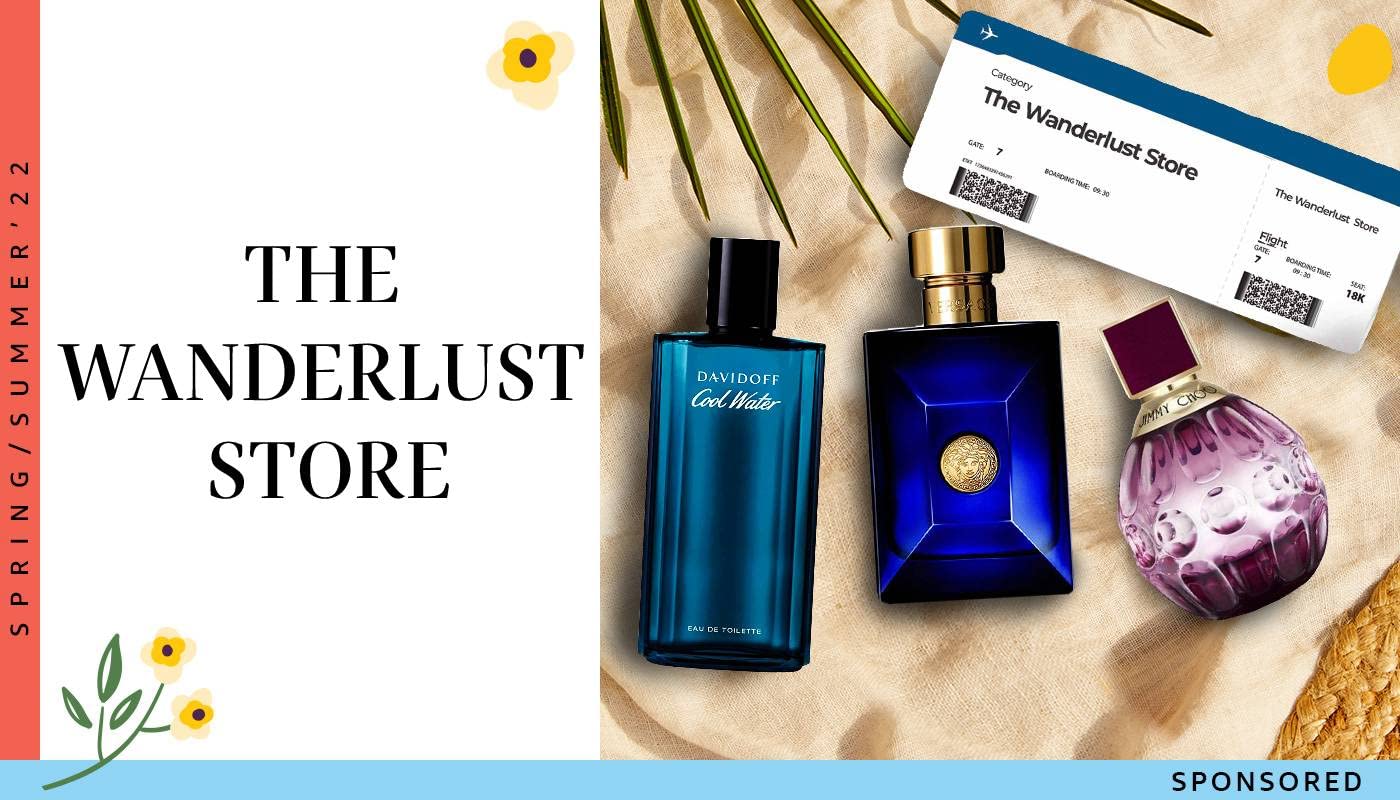 SPRING/SUMMER'22
THE
WANDERLUST
STORE
Category
The Wanderlust Store
GATE: 7
BOARDING TIME: 09:30
The Wanderlust Store
Flight
GATE:
7
BOARDING TIME:
09:30
SEAT:
18K
DAVIDOFF
Cool Water
EAU DE TOILETTE
VERSACE
JIMMY CHOO
SPONSORED